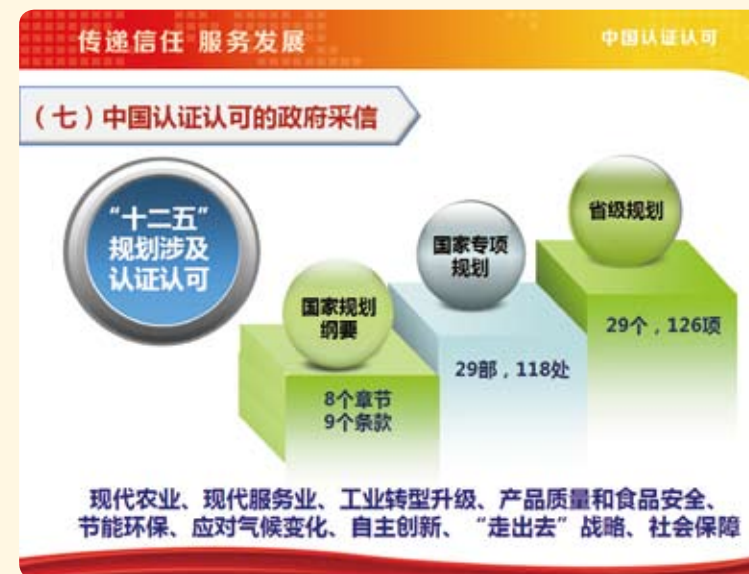 传递信任 服务发展
中国认证认可
（七）中国认证认可的政府采信
“十二五”
规划涉及
认证认可
国家规划
纲要
8个章节
9个条款
国家专项
规划
29部，118处
省级规划
29个，126项
现代农业、现代服务业、工业转型升级、产品质量和食品安全、
节能环保、应对气候变化、自主创新、“走出去”战略、社会保障